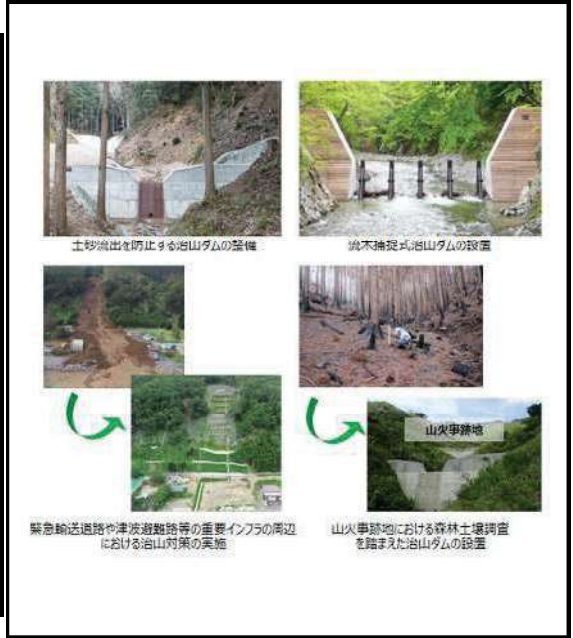 土砂流出を防止する治山ダムの整備
流木捕捉式治山ダムの設置
山火事跡地
緊急輸送道路や津波避難路等の重要インフラの周辺
における治山対策の実施
山火事跡地における森林土壌調査
を踏まえた治山ダムの設置